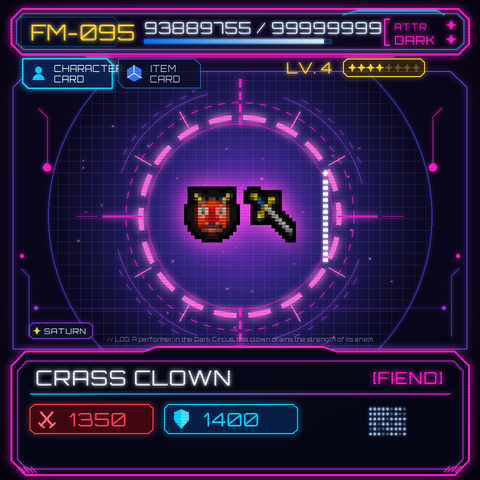 FM-095
93889755 / 99999999
ATTR
DARK
CHARACTER
CARD
ITEM
CARD
LV.4
SATURN
// LOG: A performer in the Dark Circus, this clown drains the strength of its enem
CRASS CLOWN
[FIEND]
1350
1400